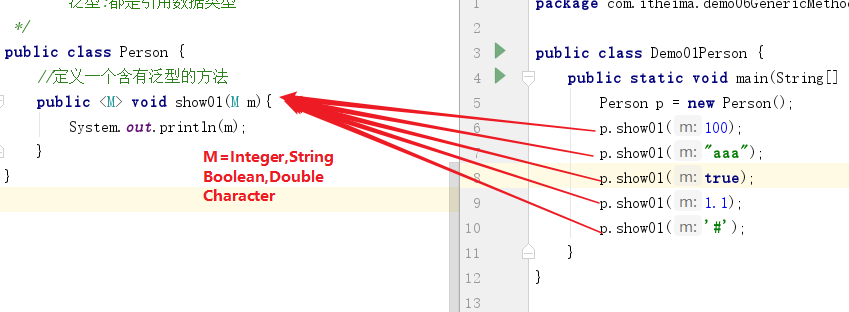 泛型:都是引用数据类型
*/
public class Person {
//定义一个含有泛型的方法
public <M> void show01(M m){
System.out.println(m);
}
}
M=Integer,String
Boolean,Double
Character
package com.itheima.demo06GenericMetho
3 public class Demo01Person {
4 public static void main(String[]
5 Person p = new Person();
6 p.show01( m: 100);
7 p.show01( m: "aaa");
8 p.show01( m: true);
9 p.show01( m: 1.1);
10 p.show01( m: '#');
11 }
12 }
13